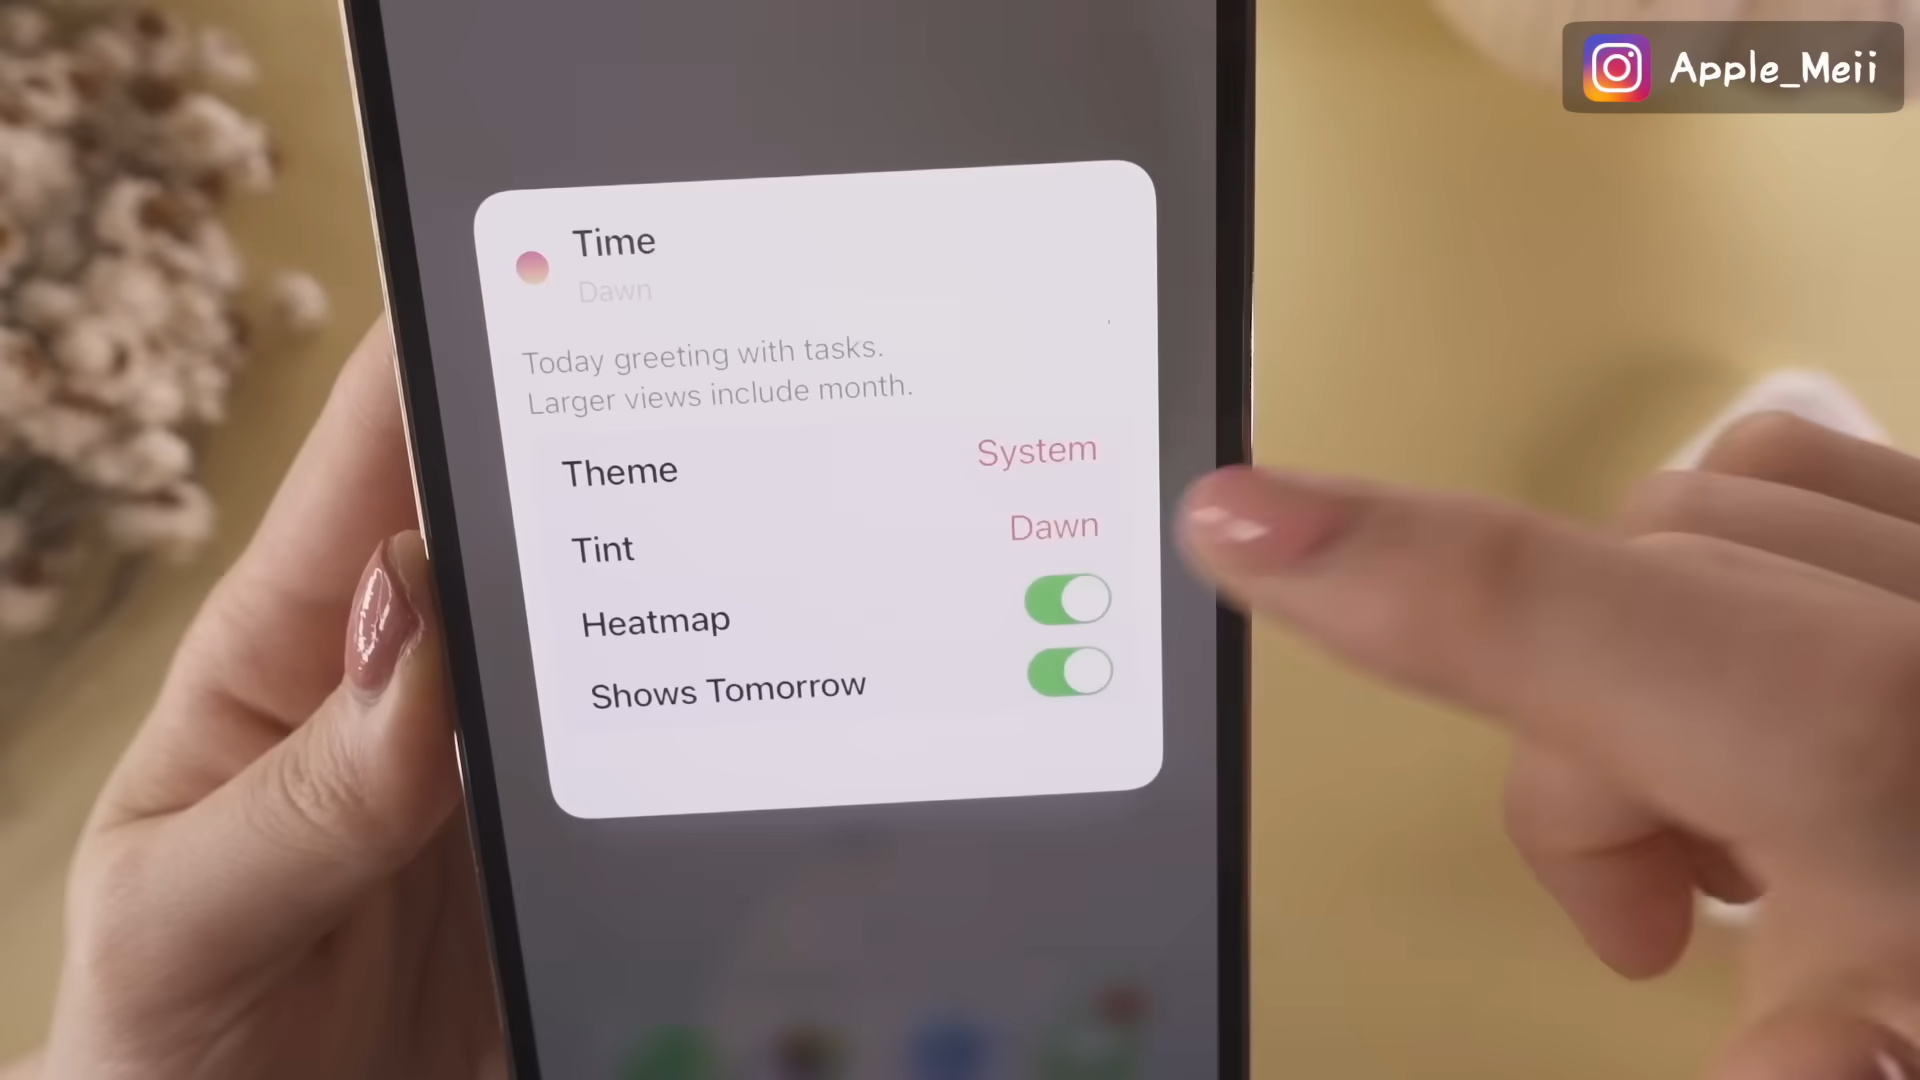 Apple_Meii
Time
Dawn
Today greeting with tasks.
Larger views include month.
Theme
System
Tint
Dawn
Heatmap
Shows Tomorrow